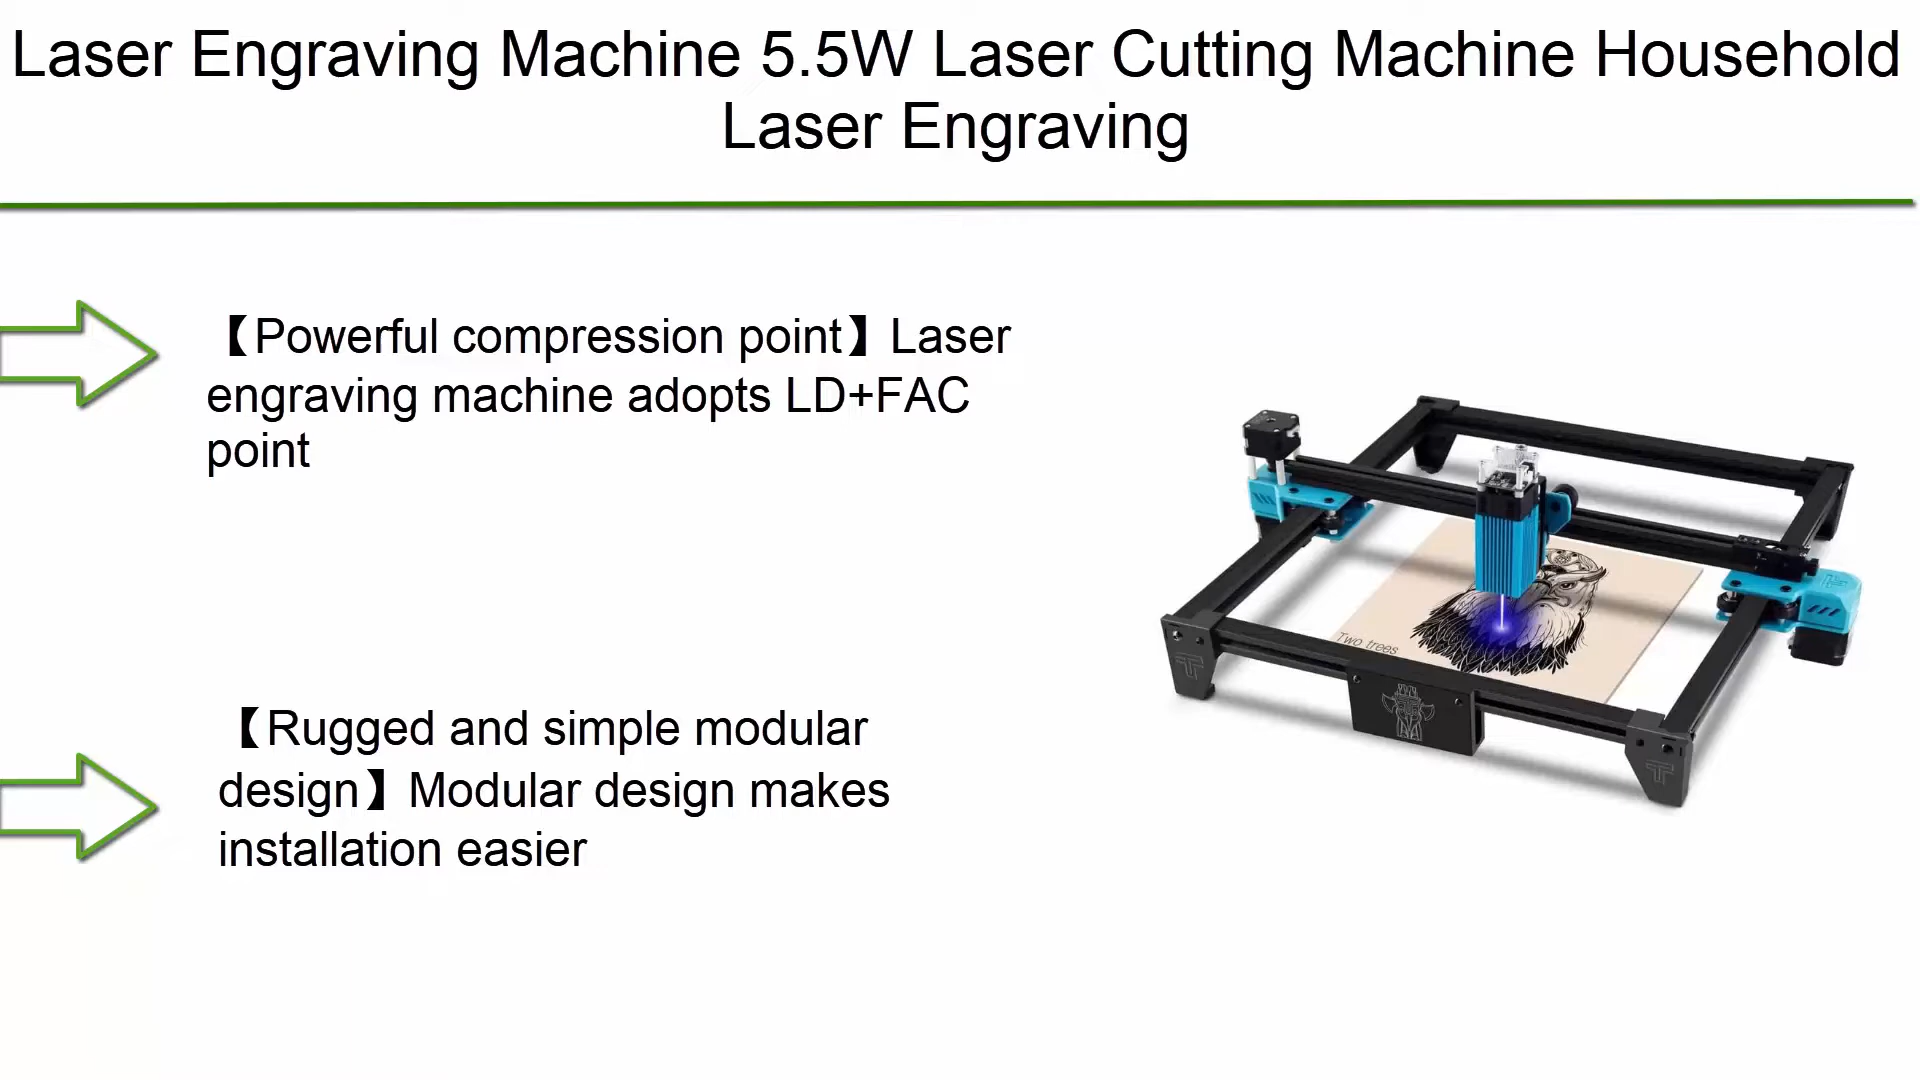 Laser Engraving Machine 5.5W Laser Cutting Machine Household
Laser Engraving
【Powerful compression point】Laser
engraving machine adopts LD+FAC
point
Two trees
【Rugged and simple modular
design】Modular design makes
installation easier